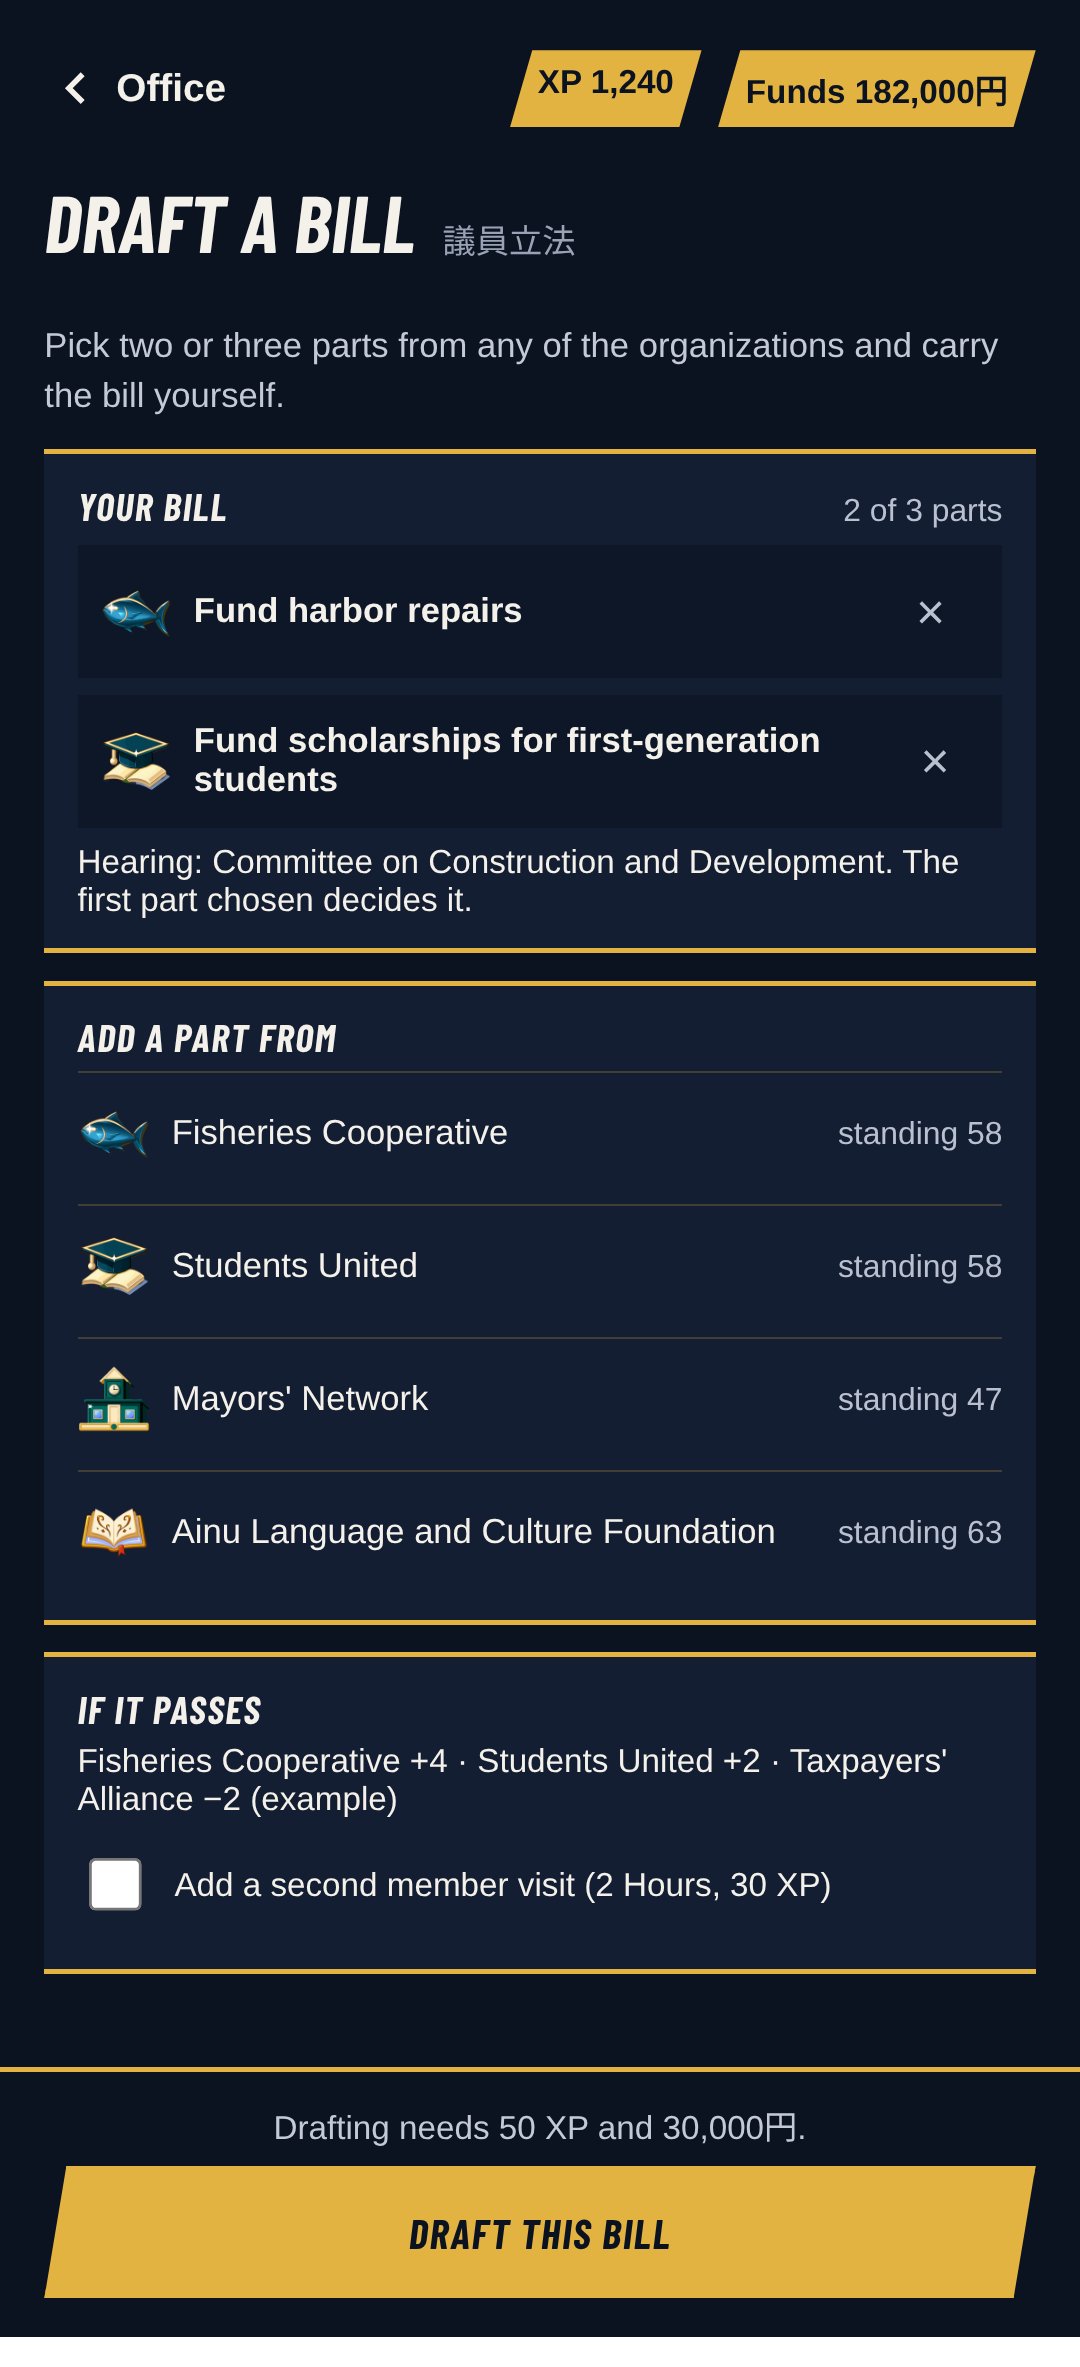 Office
XP 1,240
Funds 182,000円
DRAFT A BILL 議員立法
Pick two or three parts from any of the organizations and carry
the bill yourself.
YOUR BILL
2 of 3 parts
Fund harbor repairs
×
Fund scholarships for first-generation
students
×
Hearing: Committee on Construction and Development. The
first part chosen decides it.
ADD A PART FROM
Fisheries Cooperative
standing 58
Students United
standing 58
Mayors' Network
standing 47
Ainu Language and Culture Foundation
standing 63
IF IT PASSES
Fisheries Cooperative +4 · Students United +2 · Taxpayers'
Alliance −2 (example)
Add a second member visit (2 Hours, 30 XP)
Drafting needs 50 XP and 30,000円.
DRAFT THIS BILL